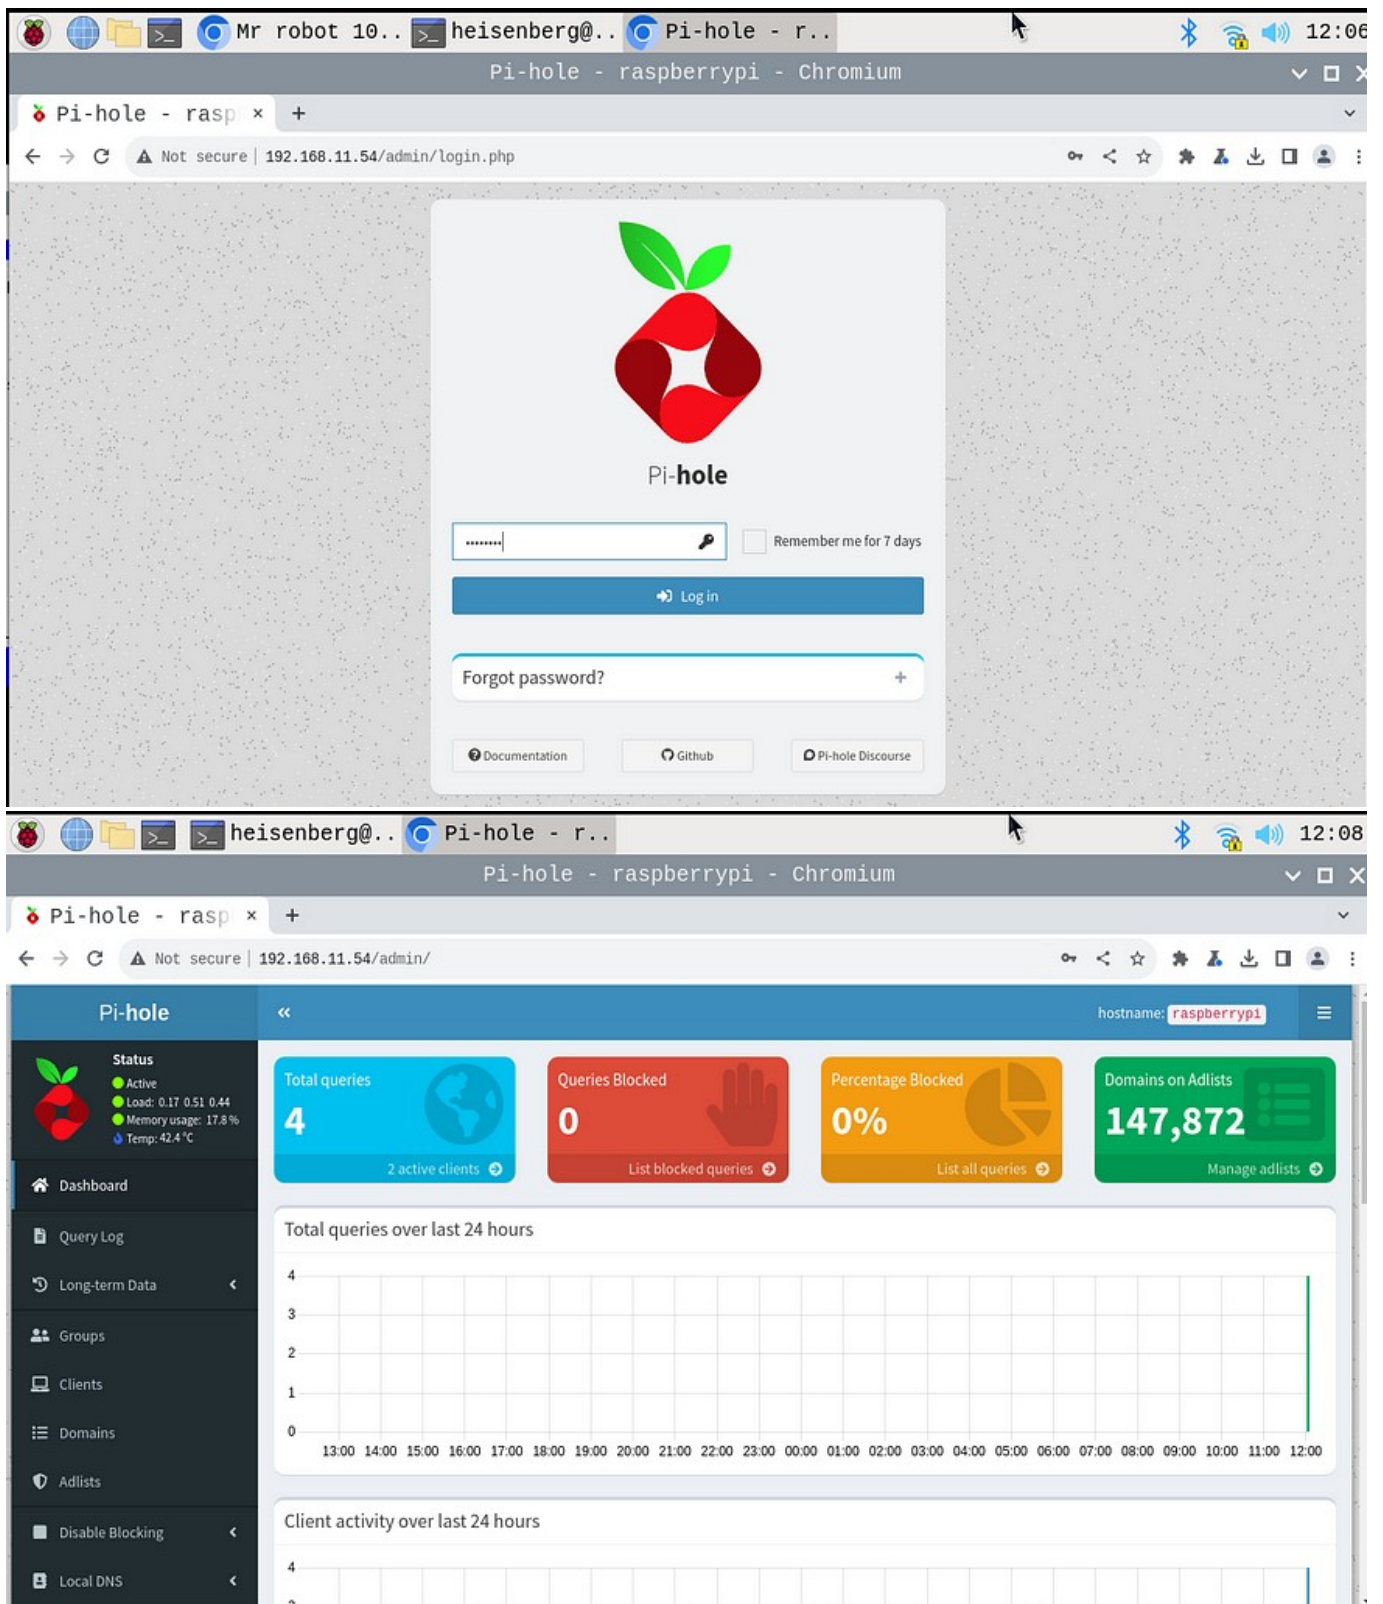 Mr robot 10.. heisenberg@.. Pi-hole - r.. 12:06
Pi-hole - raspberrypi - Chromium
Pi-hole - rasp × +
Not secure | 192.168.11.54/admin/login.php
Pi-hole
Remember me for 7 days
Log in
Forgot password? +
Documentation Github Pi-hole Discourse
heisenberg@.. Pi-hole - r.. 12:08
Pi-hole - raspberrypi - Chromium
Pi-hole - rasp × +
Not secure | 192.168.11.54/admin/
Pi-hole « hostname: raspberrypi
Status
Active
Load: 0.17 0.51 0.44
Memory usage: 17.8 %
Temp: 42.4 °C
Dashboard
Query Log
Long-term Data
Groups
Clients
Domains
Adlists
Disable Blocking
Local DNS
Total queries
4
2 active clients
Queries Blocked
0
List blocked queries
Percentage Blocked
0%
List all queries
Domains on Adlists
147,872
Manage adlists
Total queries over last 24 hours
4
3
2
1
0
13:00 14:00 15:00 16:00 17:00 18:00 19:00 20:00 21:00 22:00 23:00 00:00 01:00 02:00 03:00 04:00 05:00 06:00 07:00 08:00 09:00 10:00 11:00 12:00
Client activity over last 24 hours
4